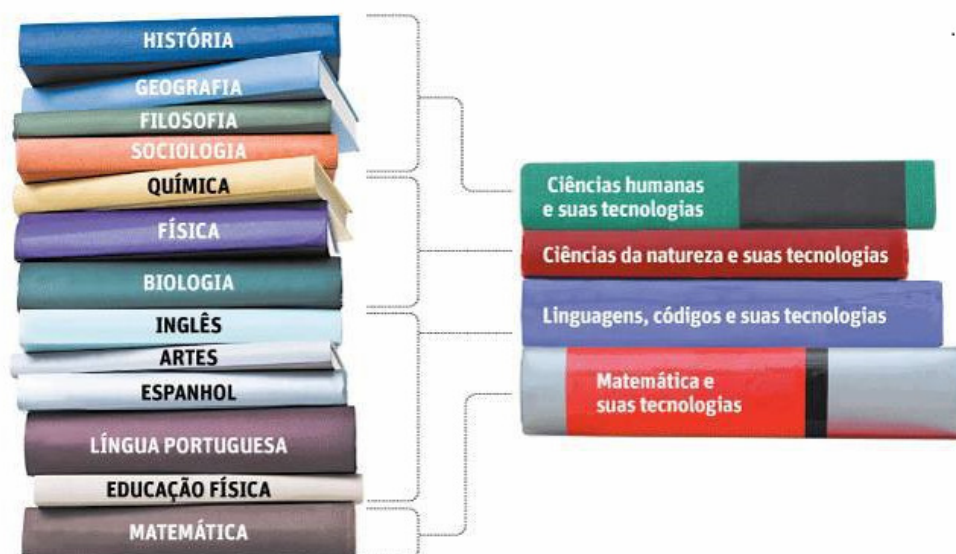 HISTÓRIA
GEOGRAFIA
FILOSOFIA
SOCIOLOGIA
QUÍMICA
FÍSICA
BIOLOGIA
INGLÊS
ARTES
ESPANHOL
LÍNGUA PORTUGUESA
EDUCAÇÃO FÍSICA
MATEMÁTICA
Ciências humanas
e suas tecnologias
Ciências da natureza e suas tecnologias
Linguagens, códigos e suas tecnologias
Matemática e
suas tecnologias